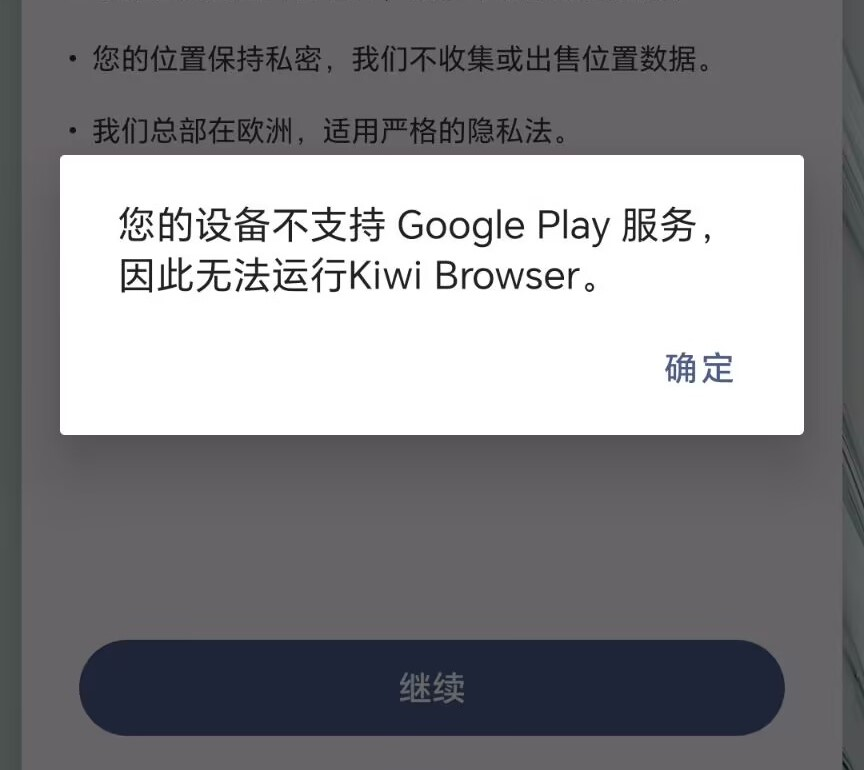 • 您的位置保持私密，我们不收集或出售位置数据。
• 我们总部在欧洲，适用严格的隐私法。
您的设备不支持 Google Play 服务，
因此无法运行Kiwi Browser。
确定
继续